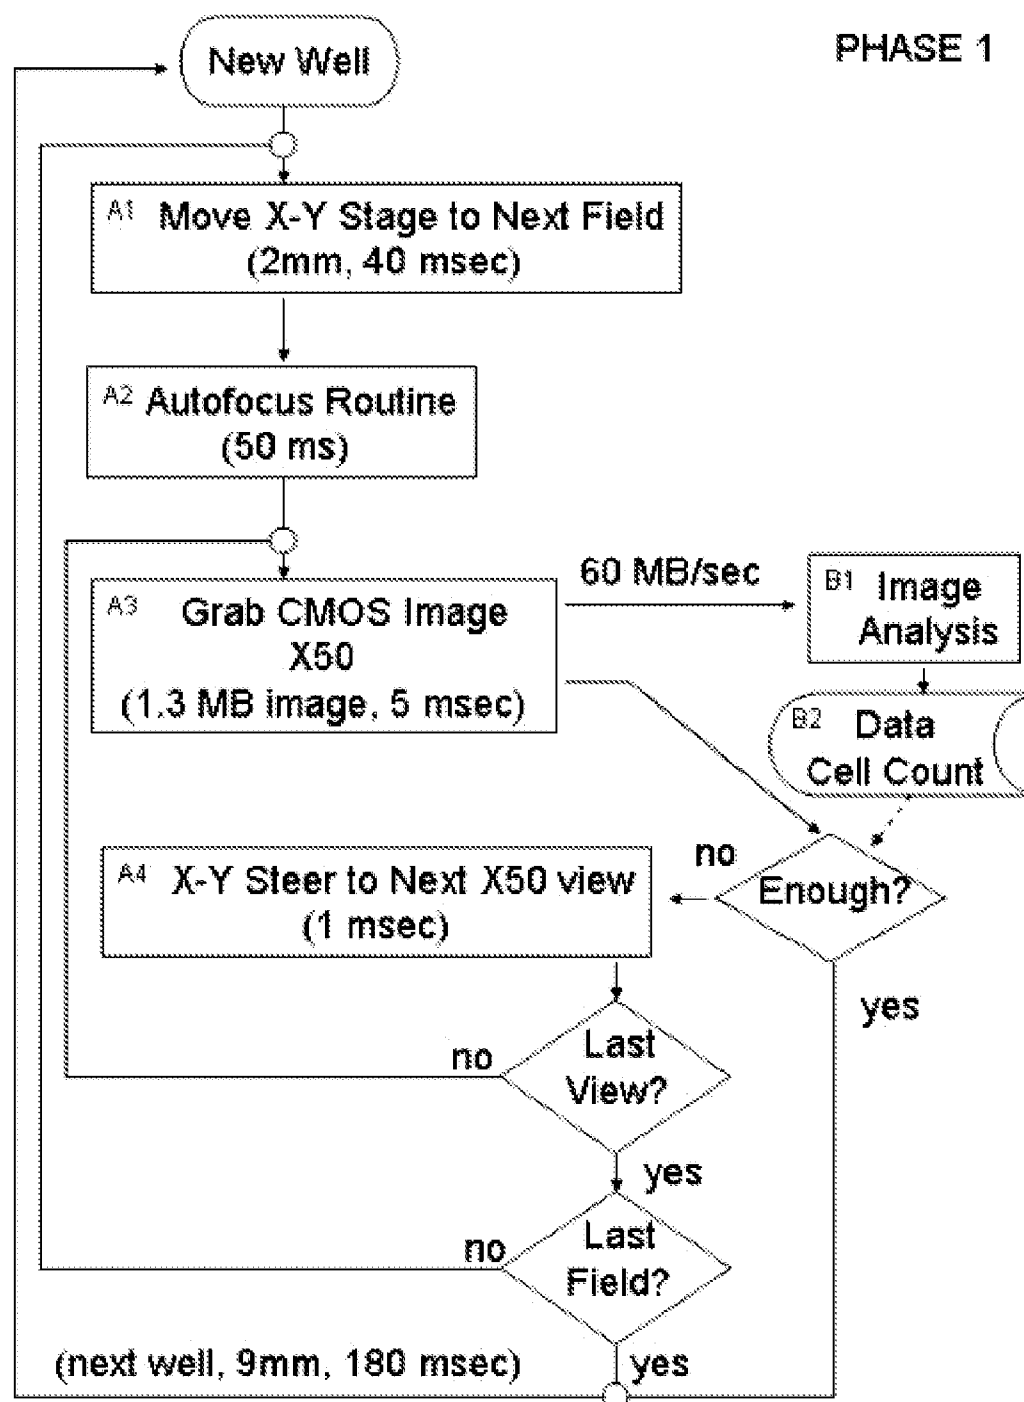 PHASE 1
New Well
A1 Move X-Y Stage to Next Field
(2mm, 40 msec)
A2 Autofocus Routine
(50 ms)
A3 Grab CMOS Image
X50
(1.3 MB image, 5 msec)
60 MB/sec
B1 Image
Analysis
B2 Data
Cell Count
Enough?
no
yes
A4 X-Y Steer to Next X50 view
(1 msec)
Last
View?
no
yes
Last
Field?
no
yes
(next well, 9mm, 180 msec)